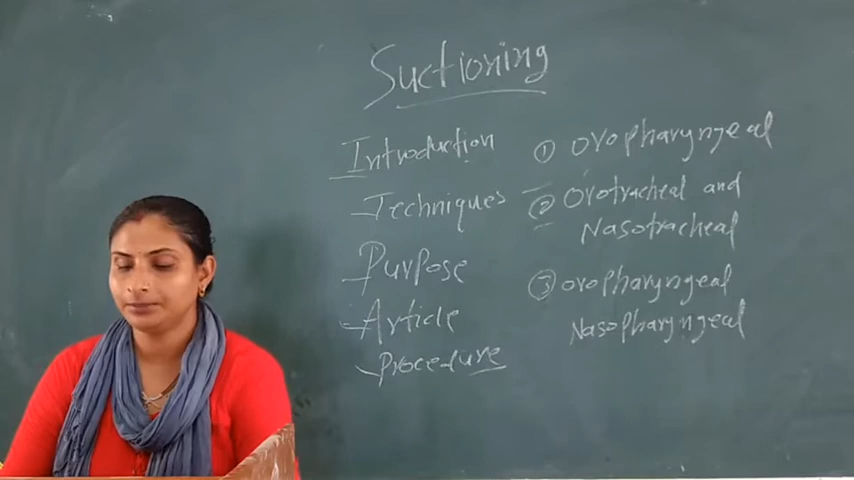 Suctioning
Introduction
Techniques
Purpose
Article
Procedure
① Oropharyngeal
② Orotracheal and
Nasotracheal
③ Oropharyngeal
Nasopharyngeal